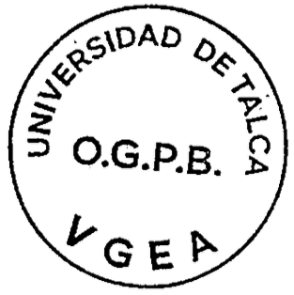 UNIVERSIDAD DE TALCA
O.G.P.B.
VGEA